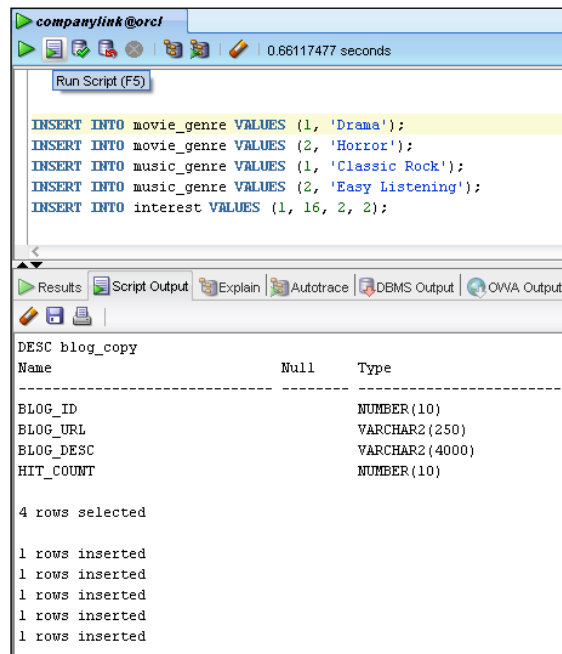 companylink@orcl
0.66117477 seconds
Run Script (F5)
INSERT INTO movie_genre VALUES (1, 'Drama');
INSERT INTO movie_genre VALUES (2, 'Horror');
INSERT INTO music_genre VALUES (1, 'Classic Rock');
INSERT INTO music_genre VALUES (2, 'Easy Listening');
INSERT INTO interest VALUES (1, 16, 2, 2);
Results Script Output Explain Autotrace DBMS Output OWA Output
DESC blog_copy
Name Null Type
------------------------------ -------- ------------------------
BLOG_ID NUMBER(10)
BLOG_URL VARCHAR2(250)
BLOG_DESC VARCHAR2(4000)
HIT_COUNT NUMBER(10)
4 rows selected
1 rows inserted
1 rows inserted
1 rows inserted
1 rows inserted
1 rows inserted